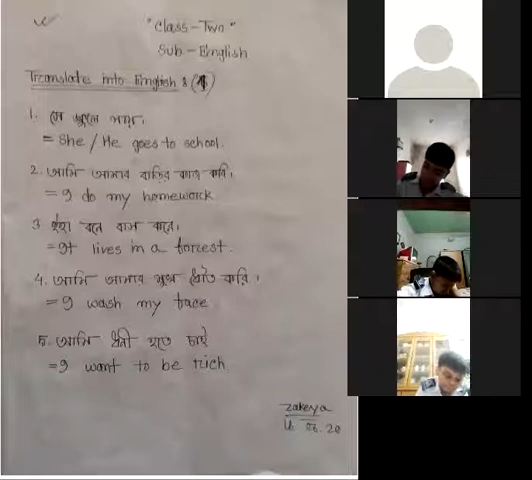 "Class-Two"
Sub-English
Translate into English :
1. সে স্কুলে যায়।
= She / He goes to school.
2. আমি আমার বাড়ির কাজ করি।
= I do my homework
3 ইহা বনে বাস করে।
= It lives in a forest.
4. আমি আমার মুখ ধৌত করি।
= I wash my face
৫. আমি ধনী হতে চাই
= I want to be rich
Zakeya